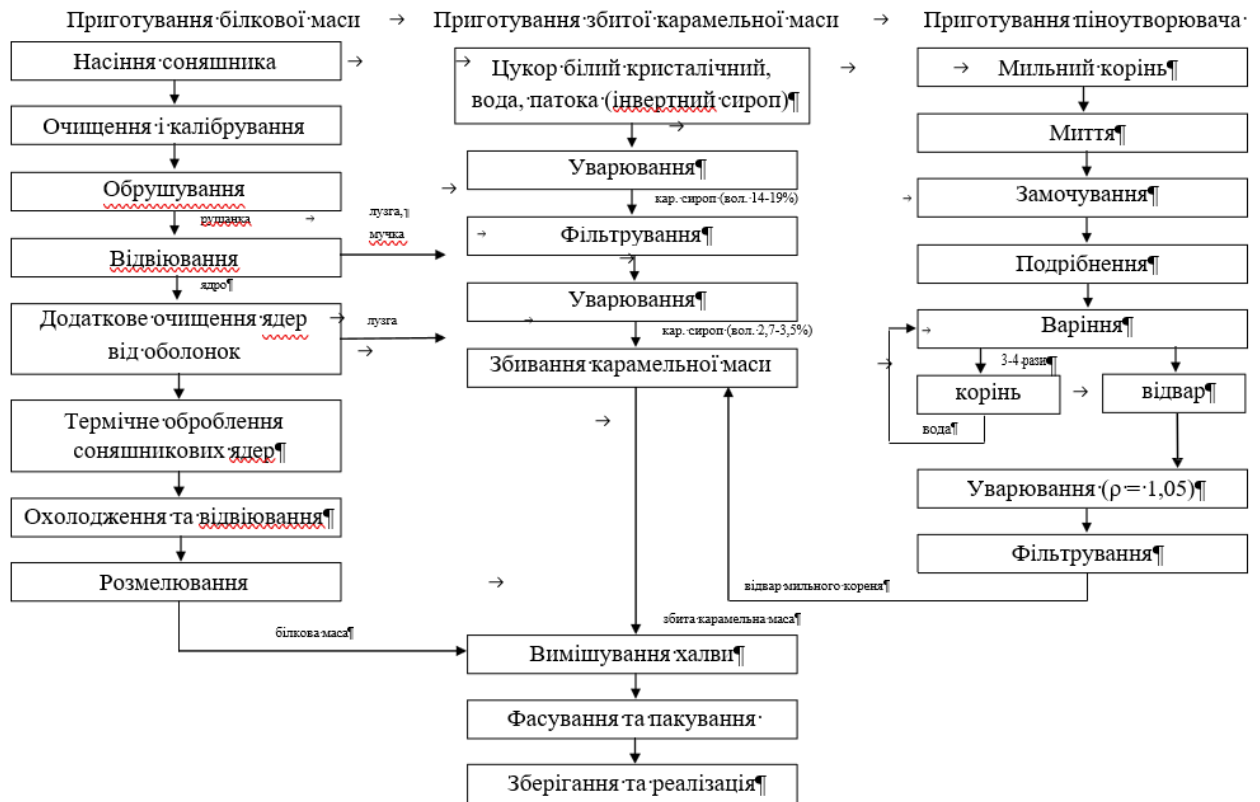 Приготування білкової маси → Приготування збитої карамельної маси → Приготування піноутворювача
Насіння соняшника
Очищення і калібрування
Обрушування
рушанка
Відвіювання
лузга,
мучка
ядро
Додаткове очищення ядер
від оболонок
лузга
Термічне оброблення
соняшникових ядер
Охолодження та відвіювання
Розмелювання
білкова маса
Цукор білий кристалічний,
вода, патока (інвертний сироп)
Уварювання
кар. сироп (вол. 14-19%)
Фільтрування
Уварювання
кар. сироп (вол. 2,7-3,5%)
Збивання карамельної маси
збита карамельна маса
Мильний корінь
Миття
Замочування
Подрібнення
Варіння
3-4 рази
корінь
відвар
вода
Уварювання (ρ = 1,05)
Фільтрування
відвар мильного кореня
Вимішування халви
Фасування та пакування
Зберігання та реалізація